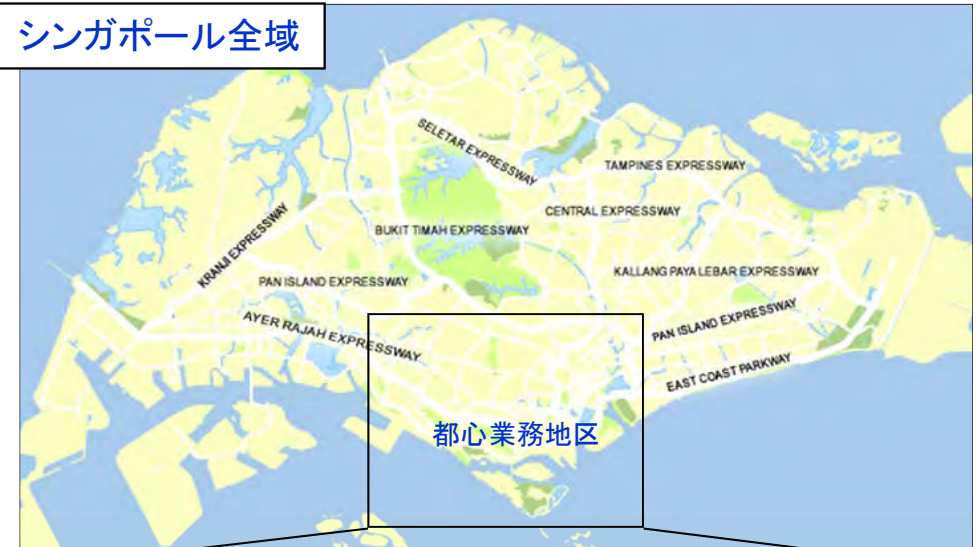 シンガポール全域
SELETAR EXPRESSWAY
TAMPINES EXPRESSWAY
CENTRAL EXPRESSWAY
KRANJI EXPRESSWAY
BUKIT TIMAH EXPRESSWAY
PAN ISLAND EXPRESSWAY
KALLANG PAYA LEBAR EXPRESSWAY
AYER RAJAH EXPRESSWAY
PAN ISLAND EXPRESSWAY
EAST COAST PARKWAY
都心業務地区